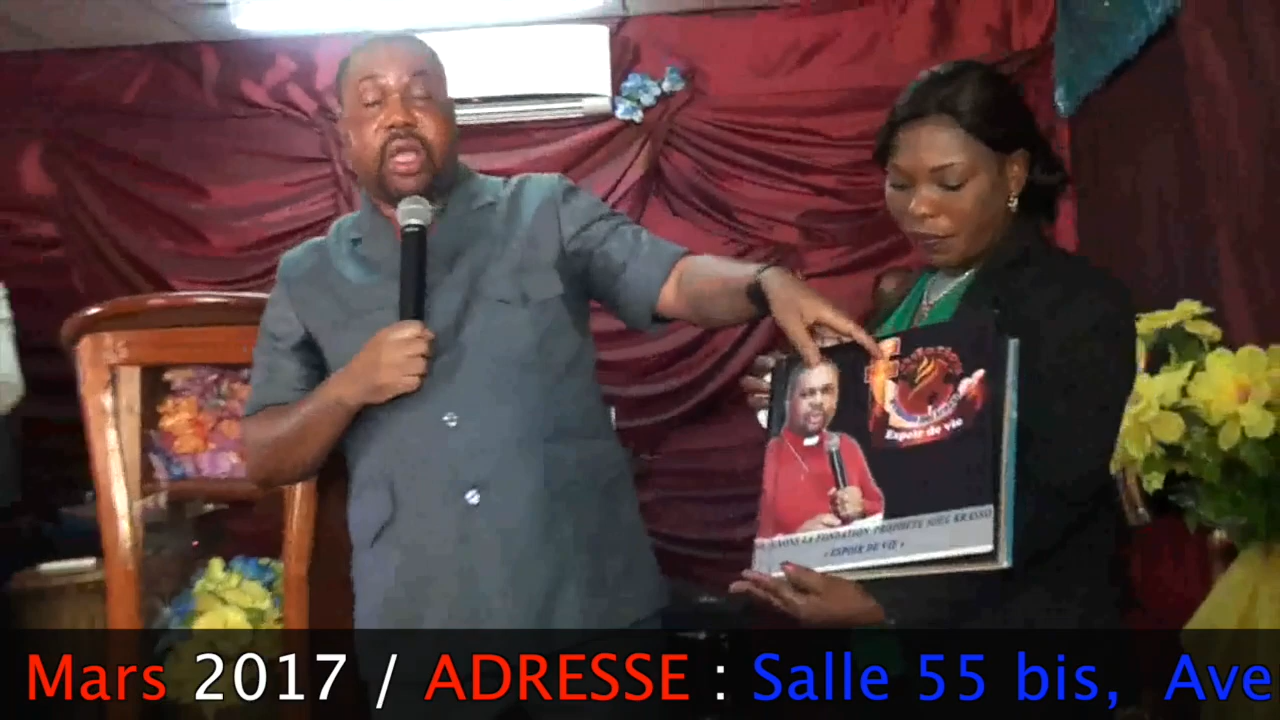 Espoir de vie
LA FONDATION PROPHETE JOEL KRASSO
« ESPOIR DE VIE »
Mars 2017 / ADRESSE : Salle 55 bis, Ave